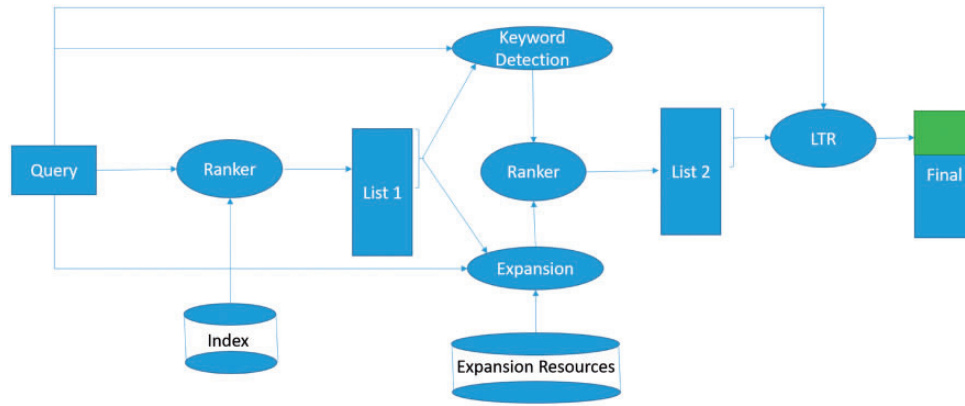 Keyword
Detection
Query
Ranker
List 1
Ranker
List 2
LTR
Final
Expansion
Index
Expansion Resources